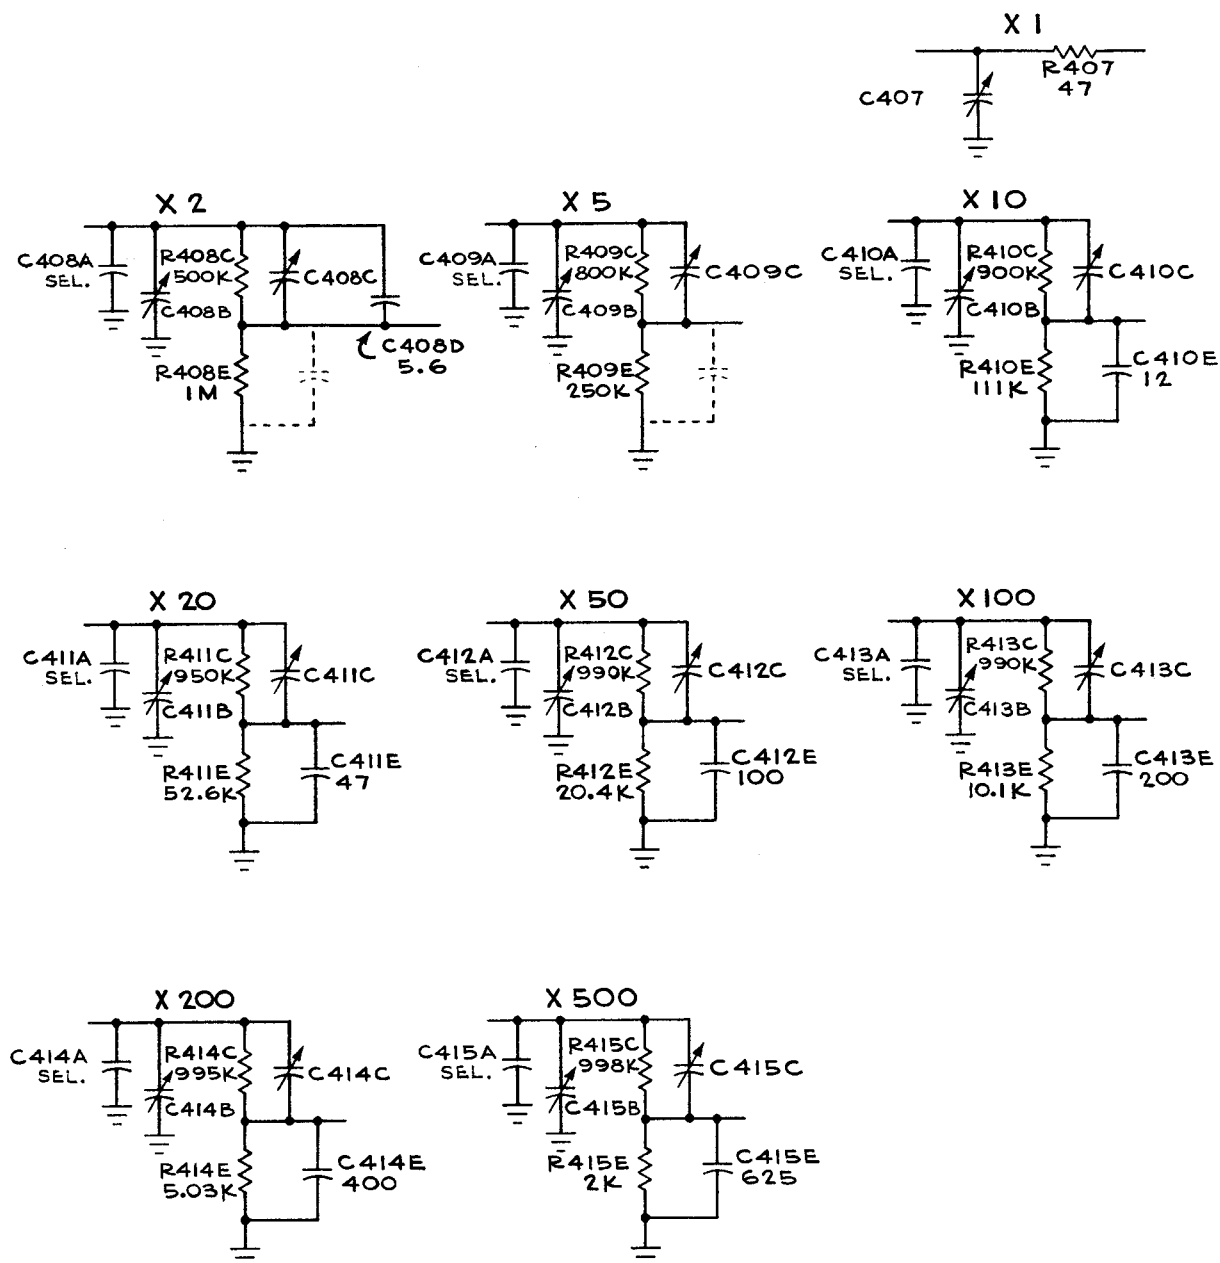 X 1
R407
47
C407
X 2
C408A
SEL.
R408C
500K
C408C
C408B
C408D
5.6
R408E
1M
X 5
C409A
SEL.
R409C
800K
C409C
C409B
R409E
250K
X 10
C410A
SEL.
R410C
900K
C410C
C410B
R410E
111K
C410E
12
X 20
C411A
SEL.
R411C
950K
C411C
C411B
R411E
52.6K
C411E
47
X 50
C412A
SEL.
R412C
990K
C412C
C412B
R412E
20.4K
C412E
100
X 100
C413A
SEL.
R413C
990K
C413C
C413B
R413E
10.1K
C413E
200
X 200
C414A
SEL.
R414C
995K
C414C
C414B
R414E
5.03K
C414E
400
X 500
C415A
SEL.
R415C
998K
C415C
C415B
R415E
2K
C415E
625